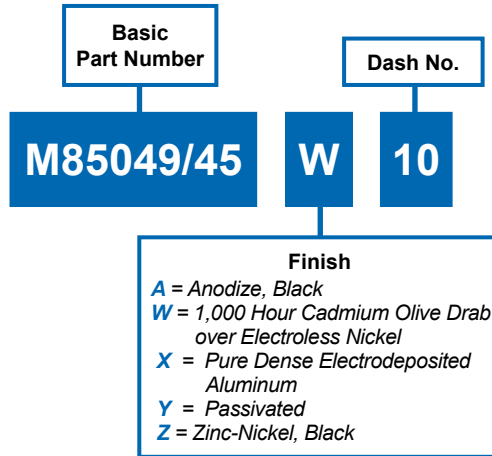 Basic
Part Number
Dash No.
M85049/45 W 10
Finish
A = Anodize, Black
W = 1,000 Hour Cadmium Olive Drab
over Electroless Nickel
X = Pure Dense Electrodeposited
Aluminum
Y = Passivated
Z = Zinc-Nickel, Black